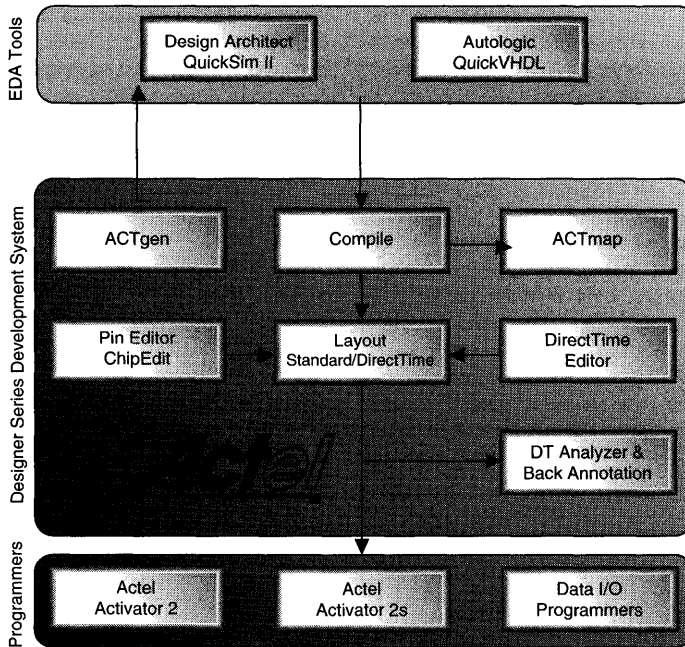 EDA Tools
Design Architect
QuickSim II
Autologic
QuickVHDL
Designer Series Development System
ACTgen
Compile
ACTmap
Pin Editor
ChipEdit
Layout
Standard/DirectTime
DirectTime
Editor
Actel
DT Analyzer &
Back Annotation
Programmers
Actel
Activator 2
Actel
Activator 2s
Data I/O
Programmers